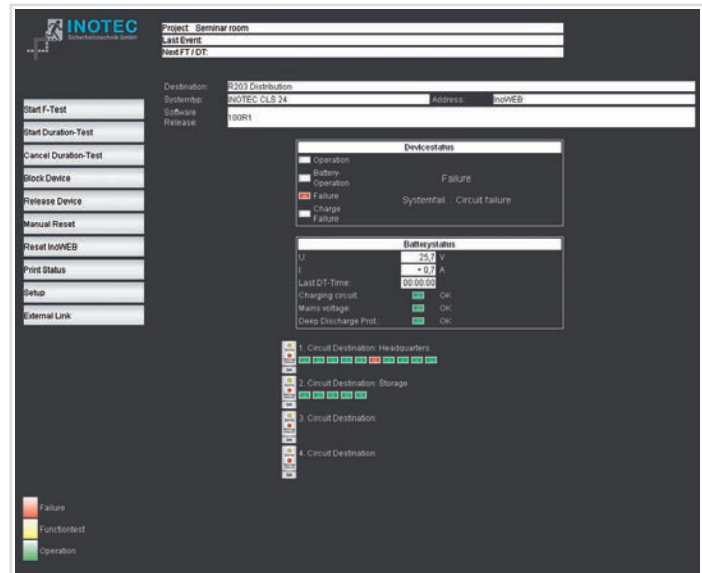 INOTEC
Sicherheitstechnik GmbH
Project: Seminar room
Last Event:
Next FT / DT:
Destination: R203 Distribution
Systemtyp: INOTEC CLS 24 Address: InoWEB
Software Release: 100R1
Start F-Test
Start Duration-Test
Cancel Duration-Test
Block Device
Release Device
Manual Reset
Reset InoWEB
Print Status
Setup
External Link
Devicestatus
Operation
Battery-Operation
Failure
Charge Failure
Failure
Systemfail. : Circuit failure
Batterystatus
U: 25,7 V
I: + 0,7 A
Last DT-Time: 00:00:00
Charging circuit: OK
Mains voltage: OK
Deep Discharge Prot.: OK
1. Circuit Destination: Headquarters
2. Circuit Destination: Storage
3. Circuit Destination:
4. Circuit Destination:
Failure
Functiontest
Operation